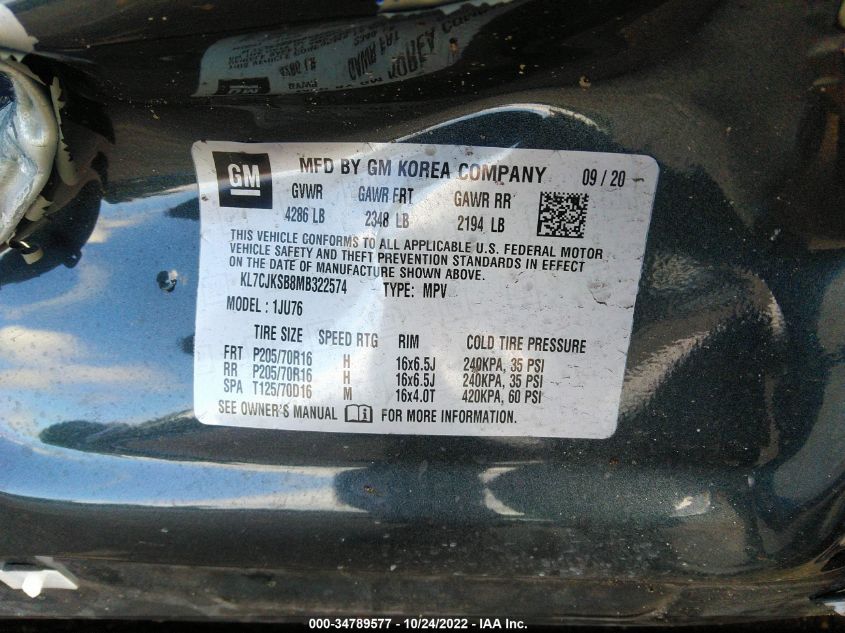 GM
MFD BY GM KOREA COMPANY 09 / 20
GVWR GAWR FRT GAWR RR
4286 LB 2348 LB 2194 LB
THIS VEHICLE CONFORMS TO ALL APPLICABLE U.S. FEDERAL MOTOR
VEHICLE SAFETY AND THEFT PREVENTION STANDARDS IN EFFECT
ON THE DATE OF MANUFACTURE SHOWN ABOVE.
KL7CJKSB8MB322574 TYPE: MPV
MODEL: 1JU76
TIRE SIZE SPEED RTG RIM COLD TIRE PRESSURE
FRT P205/70R16 H 16x6.5J 240KPA, 35 PSI
RR P205/70R16 H 16x6.5J 240KPA, 35 PSI
SPA T125/70D16 M 16x4.0T 420KPA, 60 PSI
SEE OWNER'S MANUAL FOR MORE INFORMATION.
000-34789577 - 10/24/2022 - IAA Inc.